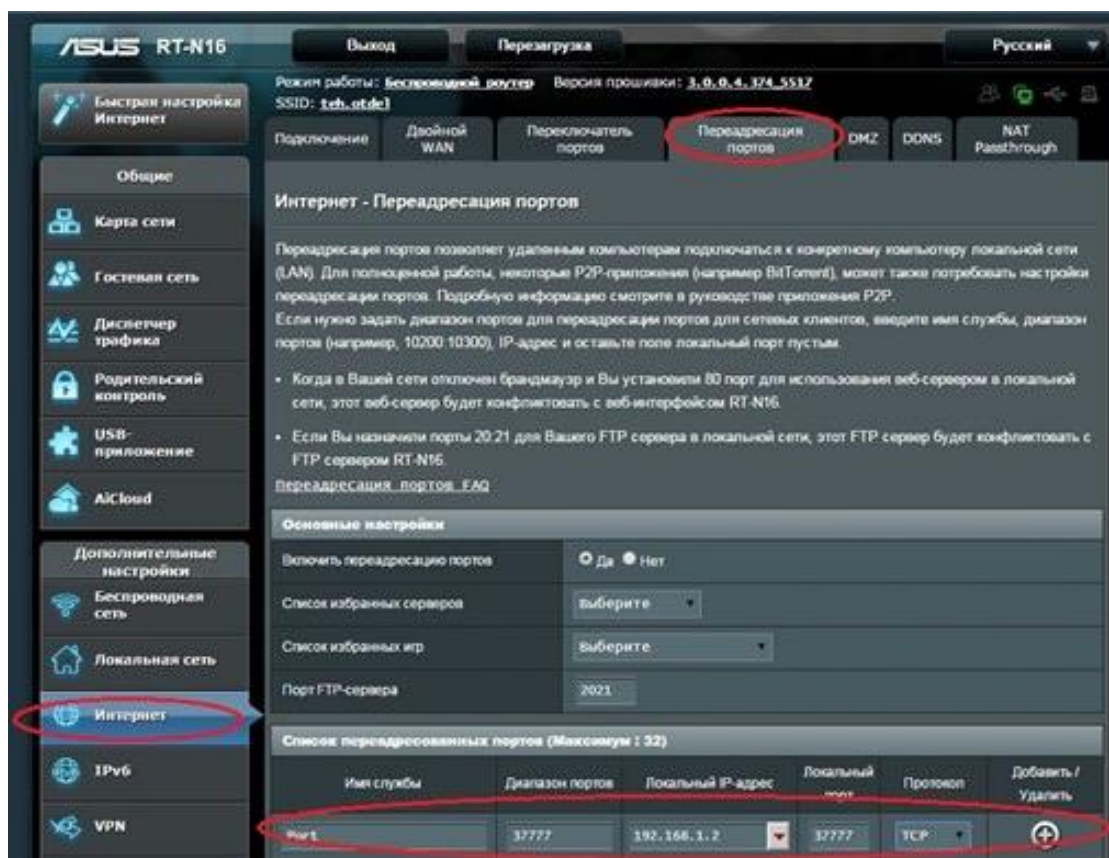 ASUS RT-N16
Выход
Перезагрузка
Русский
Быстрая настройка
Интернет
Режим работы: Беспроводной роутер Версия прошивки: 3.0.0.4.374_5517
SSID: teh.otdel
Подключение
Двойной
WAN
Переключатель
портов
Переадресация
портов
DMZ
DDNS
NAT
Passthrough
Общие
Карта сети
Гостевая сеть
Диспетчер
трафика
Родительский
контроль
USB-
приложение
AiCloud
Дополнительные
настройки
Беспроводная
сеть
Локальная сеть
Интернет
IPv6
VPN
Интернет - Переадресация портов
Переадресация портов позволяет удаленным компьютерам подключаться к конкретному компьютеру локальной сети
(LAN). Для полноценной работы, некоторые P2P-приложения (например BitTorrent), может также потребовать настройки
переадресации портов. Подробную информацию смотрите в руководстве приложения P2P.
Если нужно задать диапазон портов для переадресации портов для сетевых клиентов, введите имя службы, диапазон
портов (например, 10200:10300), IP-адрес и оставьте поле локальный порт пустым.
• Когда в Вашей сети отключен брандмауэр и Вы установили 80 порт для использования веб-сервером в локальной
сети, этот веб-сервер будет конфликтовать с веб-интерфейсом RT-N16.
• Если Вы назначили порты 20:21 для Вашего FTP сервера в локальной сети, этот FTP сервер будет конфликтовать с
FTP сервером RT-N16.
Переадресация портов FAQ
Основные настройки
Включить переадресацию портов Да Нет
Список избранных серверов Выберите
Список избранных игр Выберите
Порт FTP-сервера 2021
Список переадресованных портов (Максимум : 32)
Имя службы
Диапазон портов
Локальный IP-адрес
Локальный
порт
Протокол
Добавить /
Удалить
Port 37777 192.168.1.2 37777 TCP